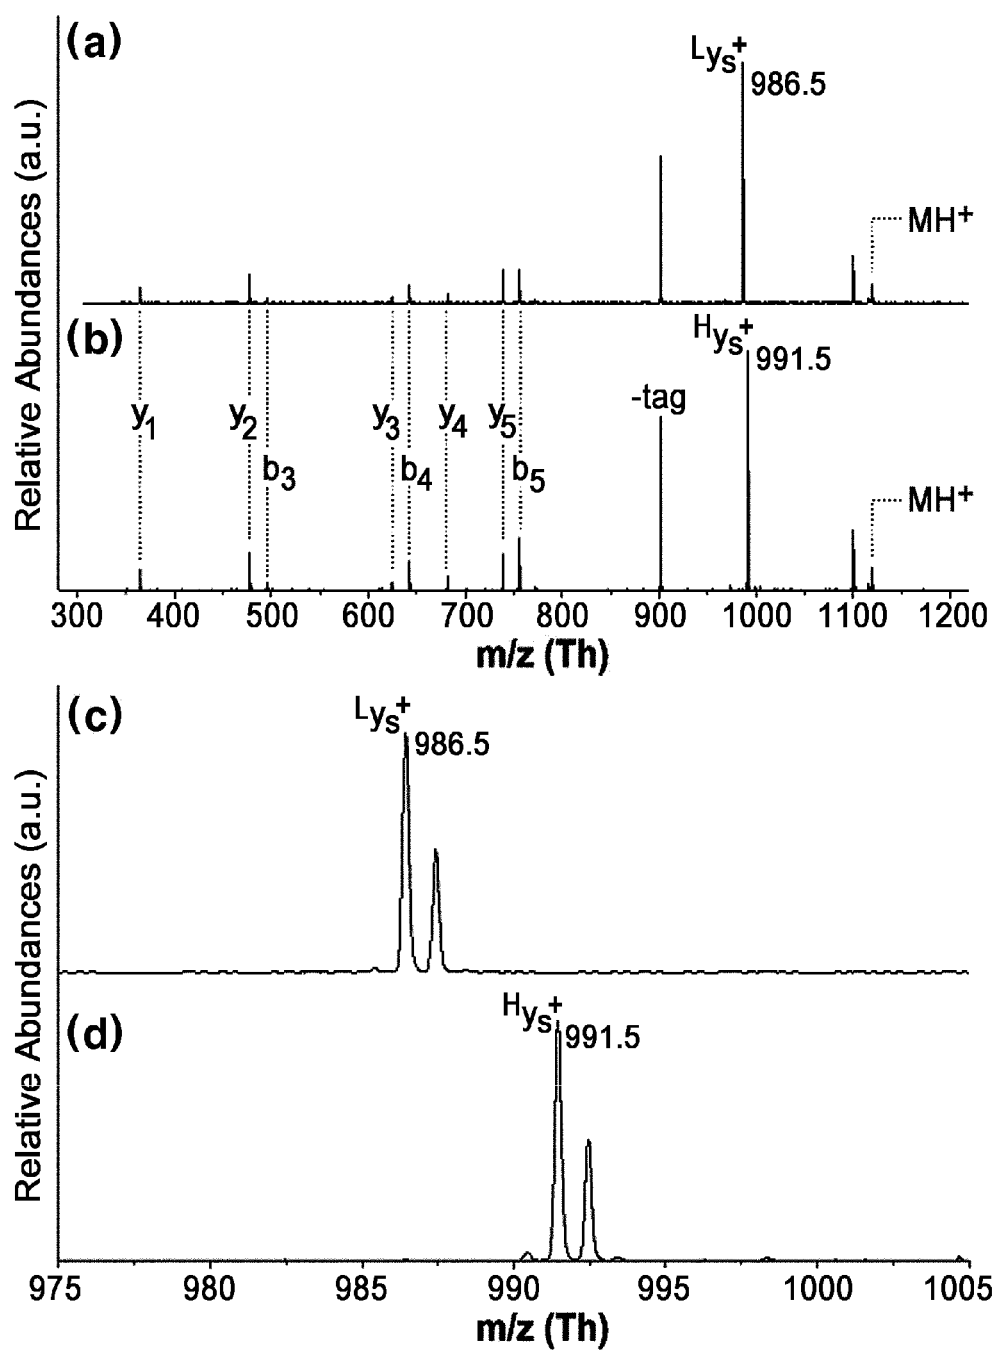 (a)
Lys+
986.5
MH+
Relative Abundances (a.u.)
(b)
Hys+
991.5
-tag
y1 y2 y3 y4 y5
b3 b4 b5
MH+
Relative Abundances (a.u.)
300 400 500 600 700 800 900 1000 1100 1200
m/z (Th)
(c)
Lys+
986.5
Relative Abundances (a.u.)
(d)
Hys+
991.5
975 980 985 990 995 1000 1005
m/z (Th)